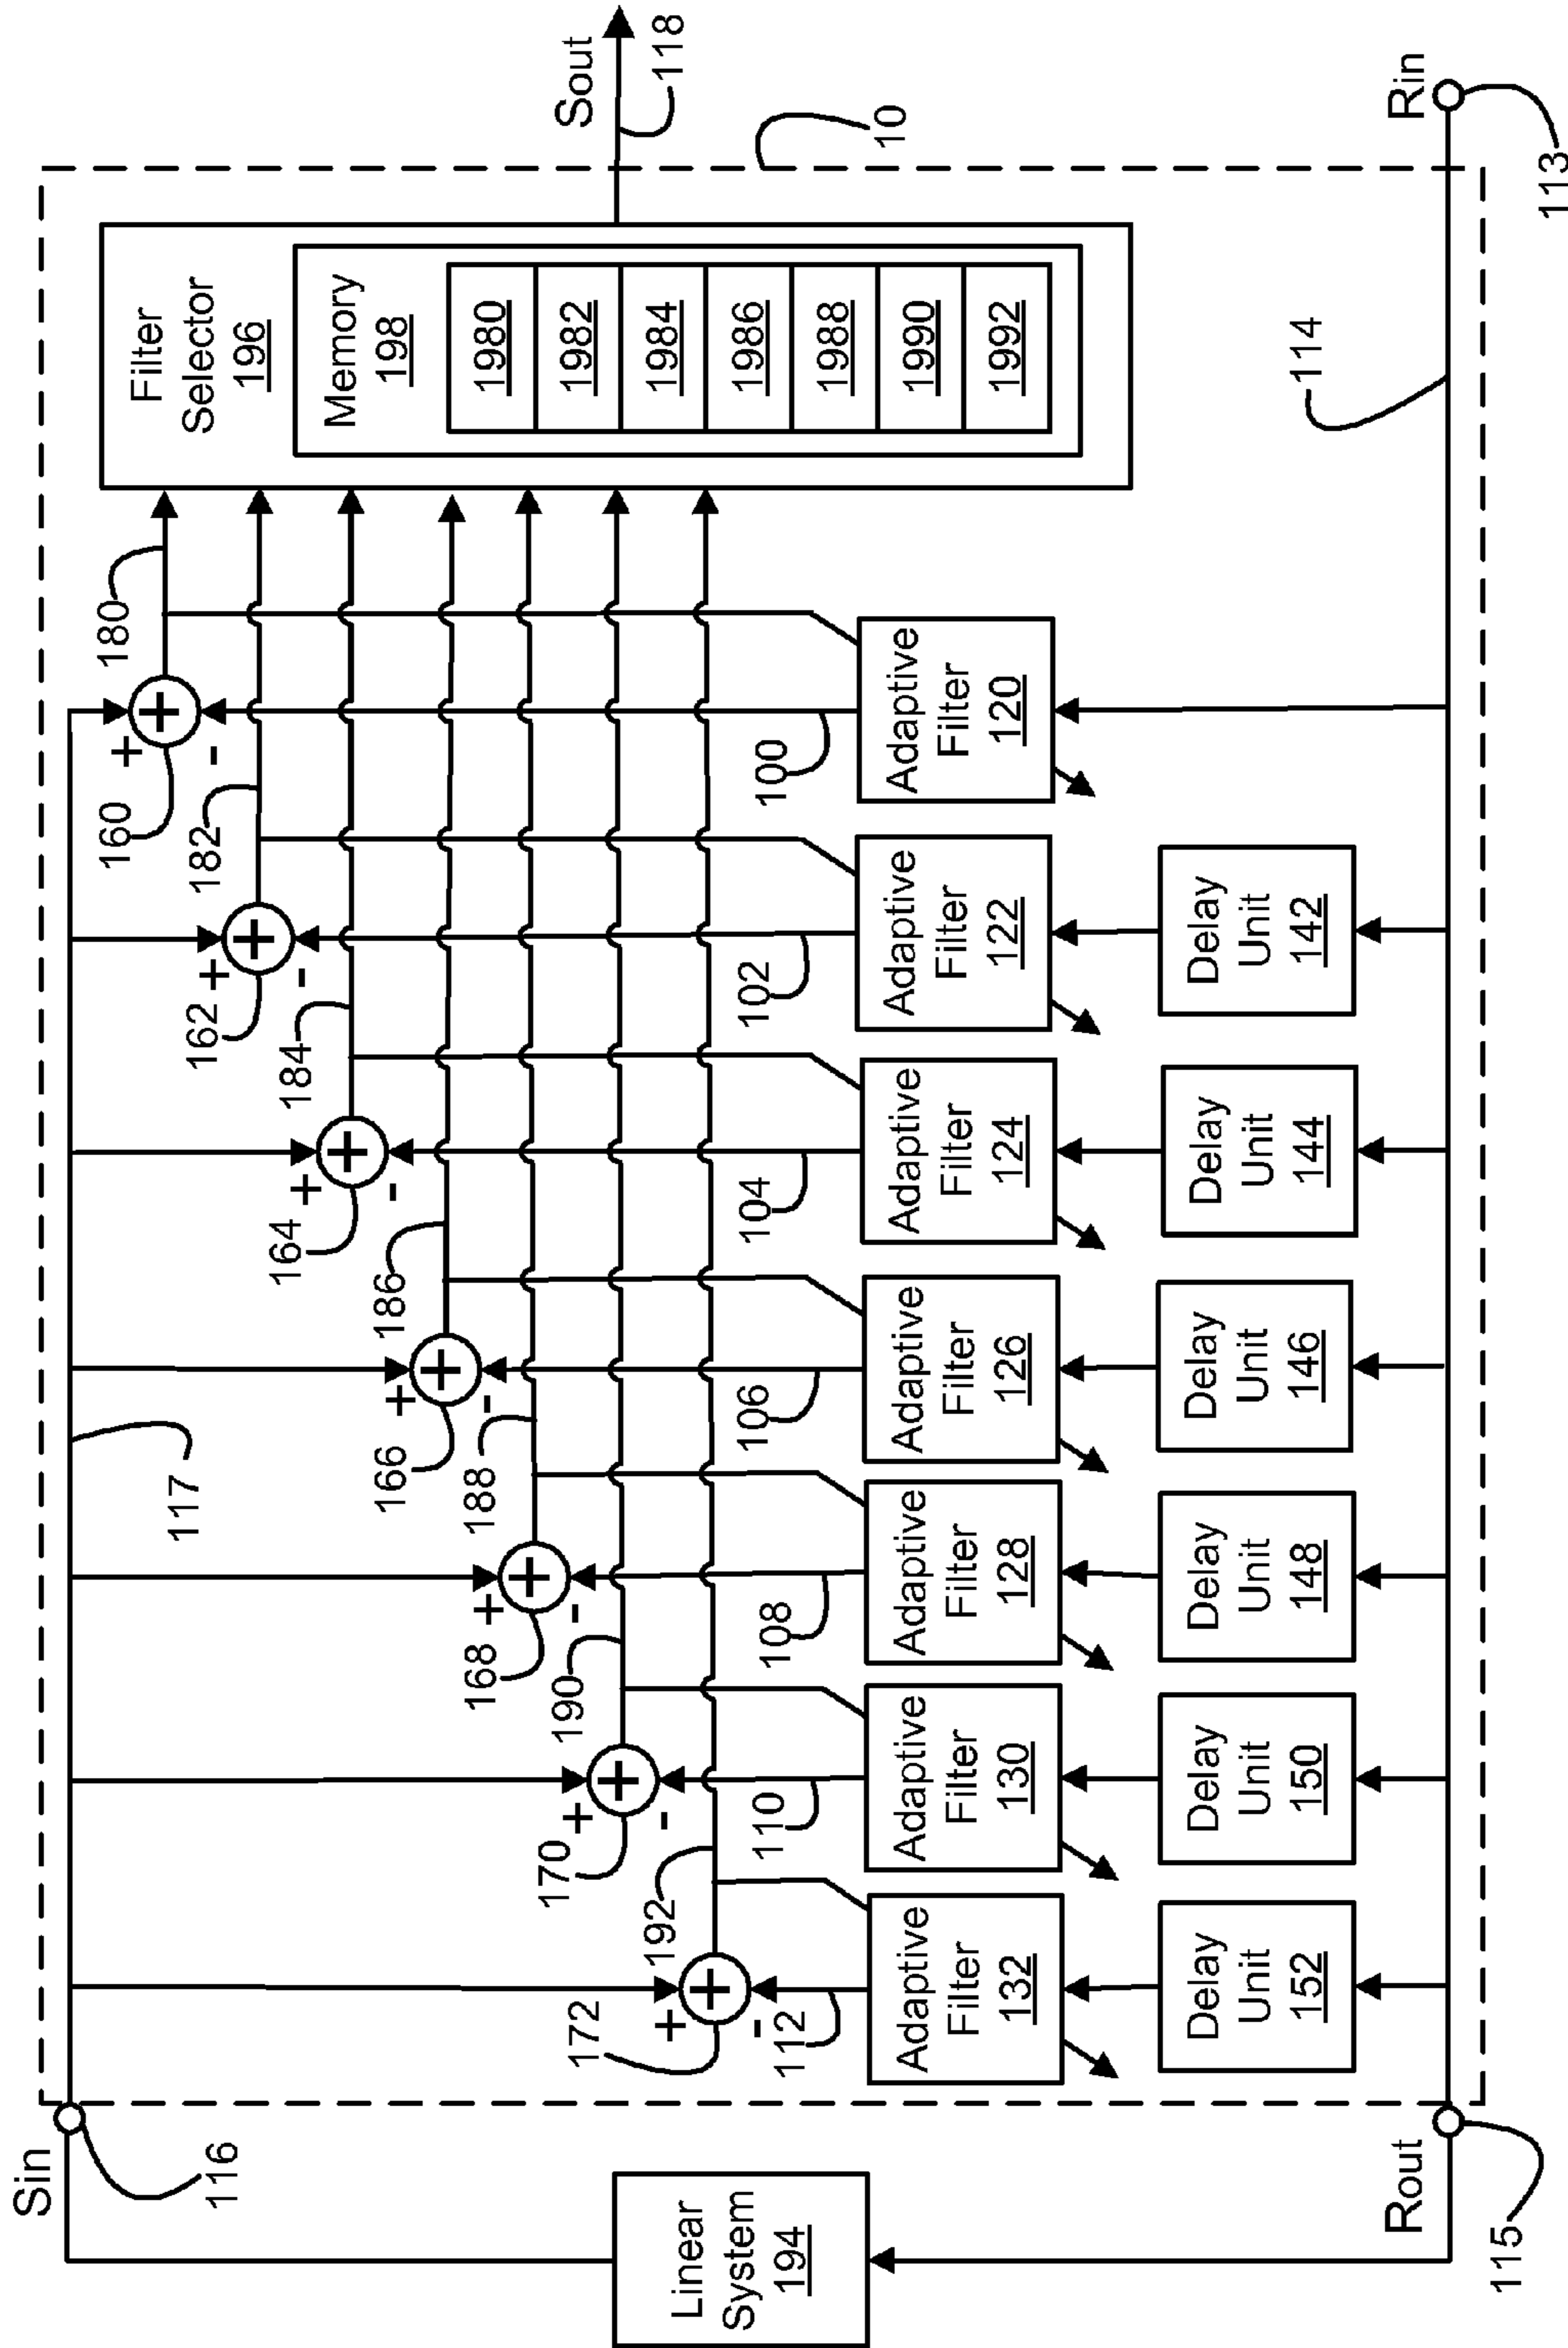 Sin
116
117
Linear
System
194
Rout
115
172
+
-
192
112
Adaptive
Filter
132
Delay
Unit
152
170
+
-
190
110
Adaptive
Filter
130
Delay
Unit
150
168
+
-
188
108
Adaptive
Filter
128
Delay
Unit
148
166
+
-
186
106
Adaptive
Filter
126
Delay
Unit
146
164
+
-
184
104
Adaptive
Filter
124
Delay
Unit
144
162
+
-
182
102
Adaptive
Filter
122
Delay
Unit
142
160
+
-
180
100
Adaptive
Filter
120
Filter
Selector
196
Memory
198
1980
1982
1984
1986
1988
1990
1992
Sout
118
10
114
Rin
113